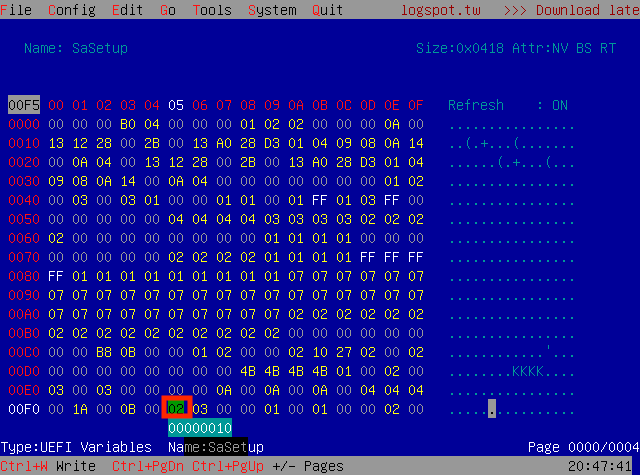 File Config Edit Go Tools System Quit logspot.tw >>> Download late
Name: SaSetup Size:0x0418 Attr:NV BS RT
00F5 00 01 02 03 04 05 06 07 08 09 0A 0B 0C 0D 0E 0F Refresh : ON
0000 00 00 00 B0 04 00 00 00 01 02 02 00 00 00 0A 00 ................
0010 13 12 28 00 2B 00 13 A0 28 D3 01 04 09 08 0A 14 ..(.+...(.......
0020 00 0A 04 00 13 12 28 00 2B 00 13 A0 28 D3 01 04 ......(.+...(...
0030 09 08 0A 14 00 0A 04 00 00 00 00 00 00 00 01 02 ................
0040 00 03 00 03 01 00 00 01 01 00 01 FF 01 03 FF 00 ................
0050 00 00 00 00 00 04 04 04 04 03 03 03 03 02 02 02 ................
0060 02 00 00 00 00 00 00 00 00 01 01 01 01 00 00 00 ................
0070 00 00 00 00 00 02 02 02 02 01 01 01 01 FF FF FF ................
0080 FF 01 01 01 01 01 01 01 01 07 07 07 07 07 07 07 ................
0090 07 07 07 07 07 07 07 07 07 07 07 07 07 07 07 07 ................
00A0 07 07 07 07 07 07 07 07 07 02 02 02 02 02 02 02 ................
00B0 02 02 02 02 02 02 02 02 02 00 00 00 00 00 00 00 ................
00C0 00 00 B8 0B 00 00 01 02 00 00 02 10 27 02 00 02 ............'...
00D0 00 00 00 00 00 00 00 00 4B 4B 4B 4B 01 00 02 00 ........KKKK....
00E0 03 00 03 00 00 00 00 0A 00 0A 00 0A 00 04 04 04 ................
00F0 00 1A 00 0B 00 02 03 00 00 01 00 01 00 00 02 00 ................
00000010
Type:UEFI Variables Name:SaSetup Page 0000/0004
Ctrl+W Write Ctrl+PgDn Ctrl+PgUp +/- Pages 20:47:41